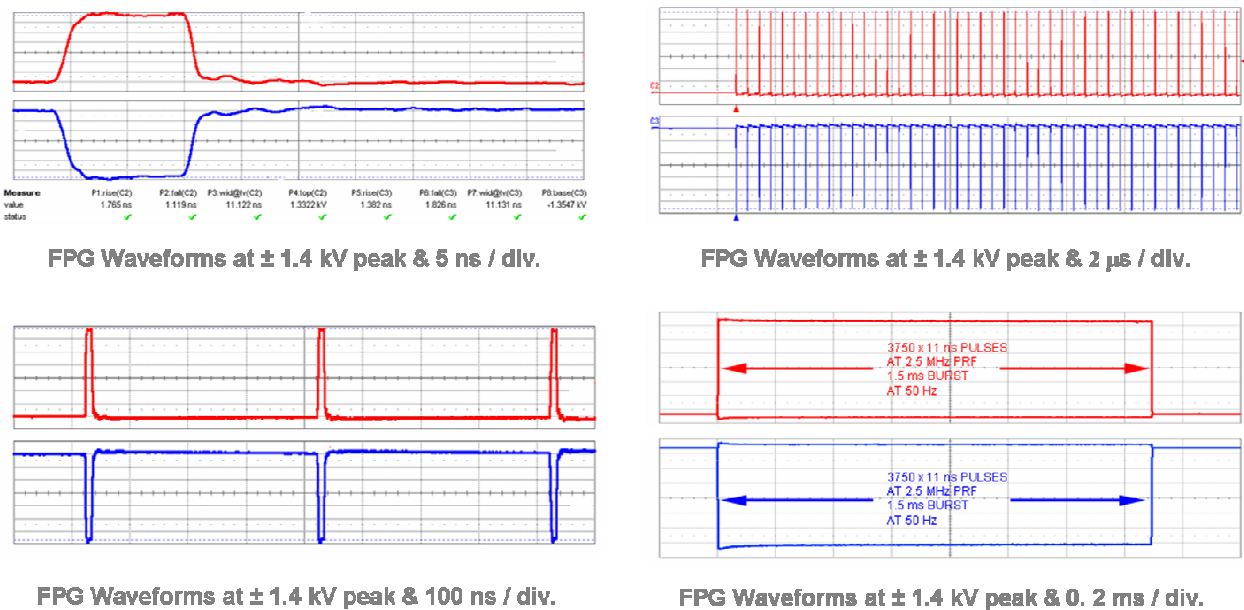 C2
C3
Measure P1:rise(C2) P2:fall(C2) P3:wid@lv(C2) P4:top(C2) P5:rise(C3) P6:fall(C3) P7:wid@lv(C3) P8:base(C3)
value 1.765 ns 1.119 ns 11.122 ns 1.3322 kV 1.382 ns 1.826 ns 11.131 ns -1.3547 kV
status
FPG Waveforms at ± 1.4 kV peak & 5 ns / div.
FPG Waveforms at ± 1.4 kV peak & 2 μs / div.
3750 x 11 ns PULSES
AT 2.5 MHz PRF
1.5 ms BURST
AT 50 Hz
3750 x 11 ns PULSES
AT 2.5 MHz PRF
1.5 ms BURST
AT 50 Hz
FPG Waveforms at ± 1.4 kV peak & 100 ns / div.
FPG Waveforms at ± 1.4 kV peak & 0. 2 ms / div.